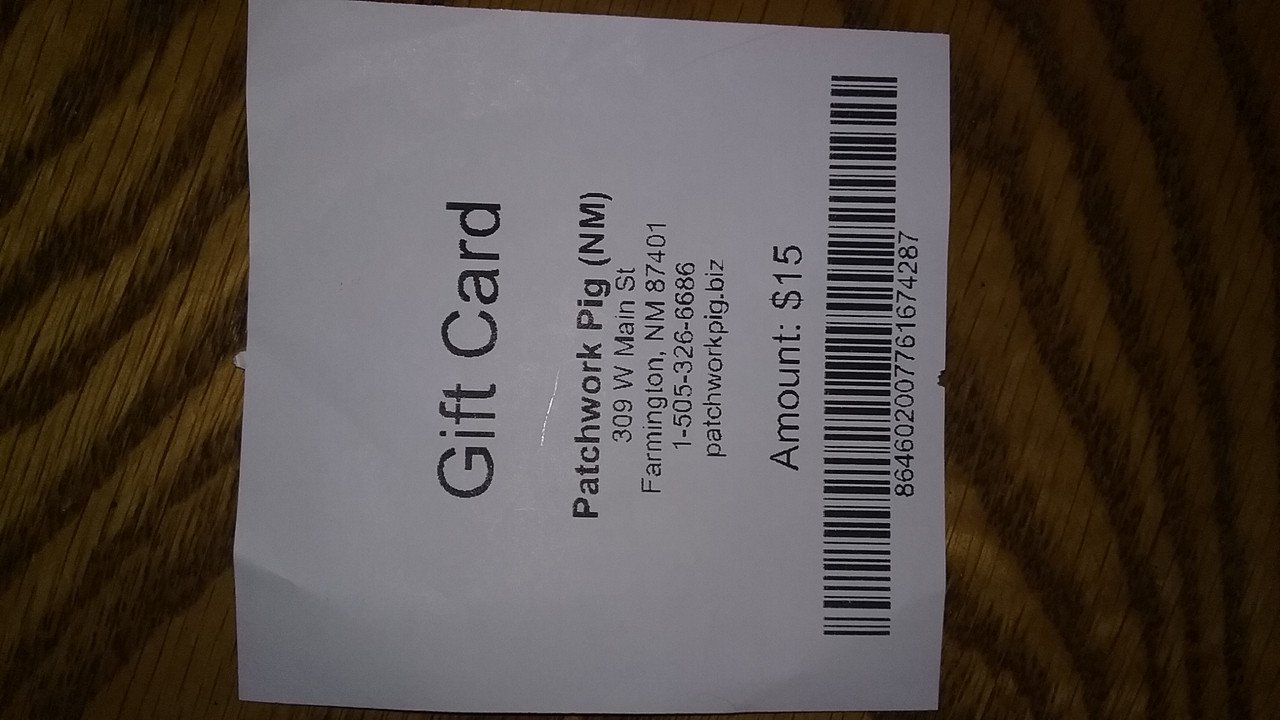 Gift Card
Patchwork Pig (NM)
309 W Main St
Farmington, NM 87401
1-505-326-6686
patchworkpig.biz
Amount: $15
86460200776161674287